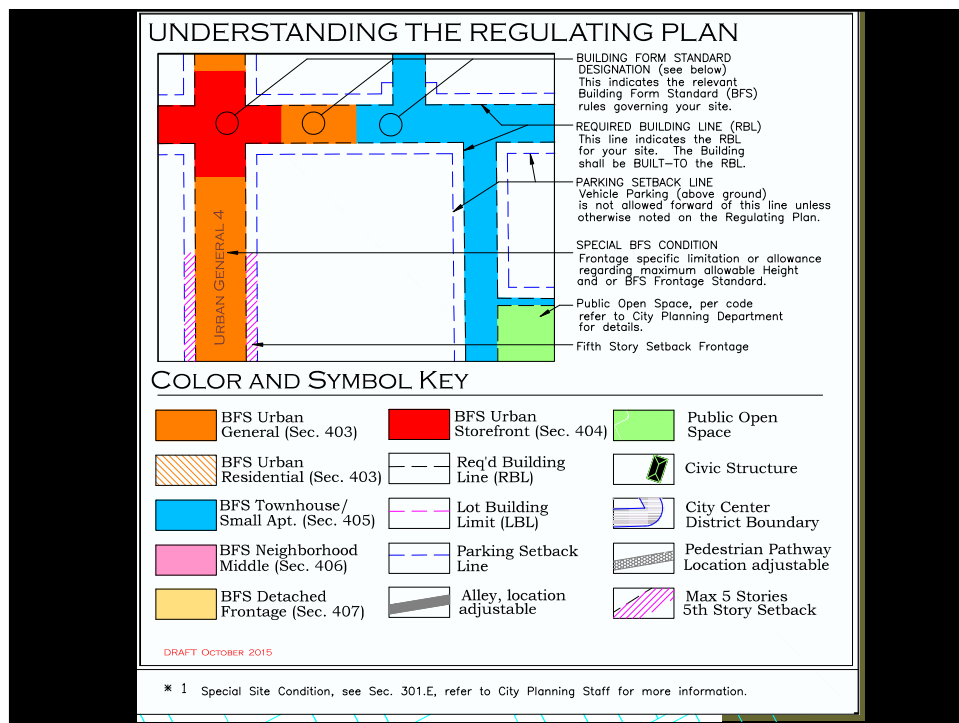 UNDERSTANDING THE REGULATING PLAN
BUILDING FORM STANDARD
DESIGNATION (see below)
This indicates the relevant
Building Form Standard (BFS)
rules governing your site.
REQUIRED BUILDING LINE (RBL)
This line indicates the RBL
for your site. The Building
shall be BUILT-TO the RBL.
PARKING SETBACK LINE
Vehicle Parking (above ground)
is not allowed forward of this line unless
otherwise noted on the Regulating Plan.
SPECIAL BFS CONDITION
Frontage specific limitation or allowance
regarding maximum allowable Height
and or BFS Frontage Standard.
Public Open Space, per code
refer to City Planning Department
for details.
Fifth Story Setback Frontage
Urban General 4
Color and Symbol Key
BFS Urban
General (Sec. 403)
BFS Urban
Storefront (Sec. 404)
Public Open
Space
BFS Urban
Residential (Sec. 403)
Req'd Building
Line (RBL)
Civic Structure
BFS Townhouse/
Small Apt. (Sec. 405)
Lot Building
Limit (LBL)
City Center
District Boundary
BFS Neighborhood
Middle (Sec. 406)
Parking Setback
Line
Pedestrian Pathway
Location adjustable
BFS Detached
Frontage (Sec. 407)
Alley, location
adjustable
Max 5 Stories
5th Story Setback
DRAFT October 2015
* 1 Special Site Condition, see Sec. 301.E, refer to City Planning Staff for more information.